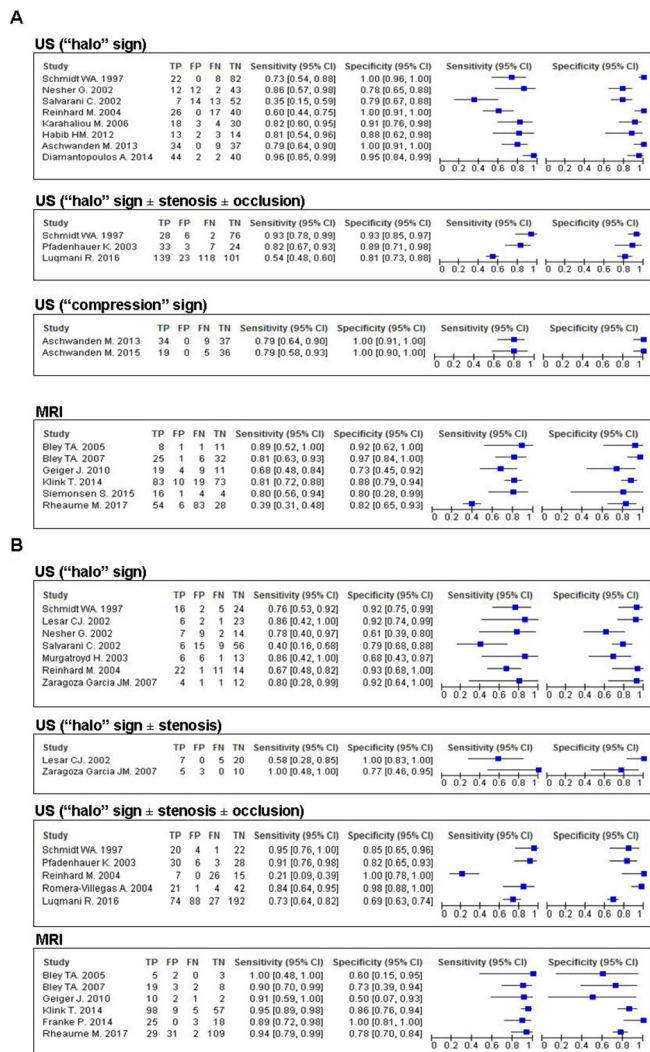 A
US (“halo” sign)
Study TP FP FN TN Sensitivity (95% CI) Specificity (95% CI) Sensitivity (95% CI) Specificity (95% CI)
Schmidt WA. 1997 22 0 8 82 0.73 [0.54, 0.88] 1.00 [0.96, 1.00]
Nesher G. 2002 12 12 2 43 0.86 [0.57, 0.98] 0.78 [0.65, 0.88]
Salvarani C. 2002 7 14 13 52 0.35 [0.15, 0.59] 0.79 [0.67, 0.88]
Reinhard M. 2004 26 0 17 40 0.60 [0.44, 0.75] 1.00 [0.91, 1.00]
Karahaliou M. 2006 18 3 4 30 0.82 [0.60, 0.95] 0.91 [0.76, 0.98]
Habib HM. 2012 13 2 3 14 0.81 [0.54, 0.96] 0.88 [0.62, 0.98]
Aschwanden M. 2013 34 0 9 37 0.79 [0.64, 0.90] 1.00 [0.91, 1.00]
Diamantopoulos A. 2014 44 2 2 40 0.96 [0.85, 0.99] 0.95 [0.84, 0.99]
0 0.2 0.4 0.6 0.8 1 0 0.2 0.4 0.6 0.8 1
US (“halo” sign ± stenosis ± occlusion)
Study TP FP FN TN Sensitivity (95% CI) Specificity (95% CI) Sensitivity (95% CI) Specificity (95% CI)
Schmidt WA. 1997 28 6 2 76 0.93 [0.78, 0.99] 0.93 [0.85, 0.97]
Pfadenhauer K. 2003 33 3 7 24 0.82 [0.67, 0.93] 0.89 [0.71, 0.98]
Luqmani R. 2016 139 23 118 101 0.54 [0.48, 0.60] 0.81 [0.73, 0.88]
0 0.2 0.4 0.6 0.8 1 0 0.2 0.4 0.6 0.8 1
US (“compression” sign)
Study TP FP FN TN Sensitivity (95% CI) Specificity (95% CI) Sensitivity (95% CI) Specificity (95% CI)
Aschwanden M. 2013 34 0 9 37 0.79 [0.64, 0.90] 1.00 [0.91, 1.00]
Aschwanden M. 2015 19 0 5 36 0.79 [0.58, 0.93] 1.00 [0.90, 1.00]
0 0.2 0.4 0.6 0.8 1 0 0.2 0.4 0.6 0.8 1
MRI
Study TP FP FN TN Sensitivity (95% CI) Specificity (95% CI) Sensitivity (95% CI) Specificity (95% CI)
Bley TA. 2005 8 1 1 11 0.89 [0.52, 1.00] 0.92 [0.62, 1.00]
Bley TA. 2007 25 1 6 32 0.81 [0.63, 0.93] 0.97 [0.84, 1.00]
Geiger J. 2010 19 4 9 11 0.68 [0.48, 0.84] 0.73 [0.45, 0.92]
Klink T. 2014 83 10 19 73 0.81 [0.72, 0.88] 0.88 [0.79, 0.94]
Siemonsen S. 2015 16 1 4 4 0.80 [0.56, 0.94] 0.80 [0.28, 0.99]
Rheaume M. 2017 54 6 83 28 0.39 [0.31, 0.48] 0.82 [0.65, 0.93]
0 0.2 0.4 0.6 0.8 1 0 0.2 0.4 0.6 0.8 1
B
US (“halo” sign)
Study TP FP FN TN Sensitivity (95% CI) Specificity (95% CI) Sensitivity (95% CI) Specificity (95% CI)
Schmidt WA. 1997 16 2 5 24 0.76 [0.53, 0.92] 0.92 [0.75, 0.99]
Lesar CJ. 2002 6 2 1 23 0.86 [0.42, 1.00] 0.92 [0.74, 0.99]
Nesher G. 2002 7 9 2 14 0.78 [0.40, 0.97] 0.61 [0.39, 0.80]
Salvarani C. 2002 6 15 9 56 0.40 [0.16, 0.68] 0.79 [0.68, 0.88]
Murgatroyd H. 2003 6 6 1 13 0.86 [0.42, 1.00] 0.68 [0.43, 0.87]
Reinhard M. 2004 22 1 11 14 0.67 [0.48, 0.82] 0.93 [0.68, 1.00]
Zaragoza Garcia JM. 2007 4 1 1 12 0.80 [0.28, 0.99] 0.92 [0.64, 1.00]
0 0.2 0.4 0.6 0.8 1 0 0.2 0.4 0.6 0.8 1
US (“halo” sign ± stenosis)
Study TP FP FN TN Sensitivity (95% CI) Specificity (95% CI) Sensitivity (95% CI) Specificity (95% CI)
Lesar CJ. 2002 7 0 5 20 0.58 [0.28, 0.85] 1.00 [0.83, 1.00]
Zaragoza Garcia JM. 2007 5 3 0 10 1.00 [0.48, 1.00] 0.77 [0.46, 0.95]
0 0.2 0.4 0.6 0.8 1 0 0.2 0.4 0.6 0.8 1
US (“halo” sign ± stenosis ± occlusion)
Study TP FP FN TN Sensitivity (95% CI) Specificity (95% CI) Sensitivity (95% CI) Specificity (95% CI)
Schmidt WA. 1997 20 4 1 22 0.95 [0.76, 1.00] 0.85 [0.65, 0.96]
Pfadenhauer K. 2003 30 6 3 28 0.91 [0.76, 0.98] 0.82 [0.65, 0.93]
Reinhard M. 2004 7 0 26 15 0.21 [0.09, 0.39] 1.00 [0.78, 1.00]
Romera-Villegas A. 2004 21 1 4 42 0.84 [0.64, 0.95] 0.98 [0.88, 1.00]
Luqmani R. 2016 74 88 27 192 0.73 [0.64, 0.82] 0.69 [0.63, 0.74]
0 0.2 0.4 0.6 0.8 1 0 0.2 0.4 0.6 0.8 1
MRI
Study TP FP FN TN Sensitivity (95% CI) Specificity (95% CI) Sensitivity (95% CI) Specificity (95% CI)
Bley TA. 2005 5 2 0 3 1.00 [0.48, 1.00] 0.60 [0.15, 0.95]
Bley TA. 2007 19 3 2 8 0.90 [0.70, 0.99] 0.73 [0.39, 0.94]
Geiger J. 2010 10 2 1 2 0.91 [0.59, 1.00] 0.50 [0.07, 0.93]
Klink T. 2014 98 9 5 57 0.95 [0.89, 0.98] 0.86 [0.76, 0.94]
Franke P. 2014 25 0 3 18 0.89 [0.72, 0.98] 1.00 [0.81, 1.00]
Rheaume M. 2017 29 31 2 109 0.94 [0.79, 0.99] 0.78 [0.70, 0.84]
0 0.2 0.4 0.6 0.8 1 0 0.2 0.4 0.6 0.8 1